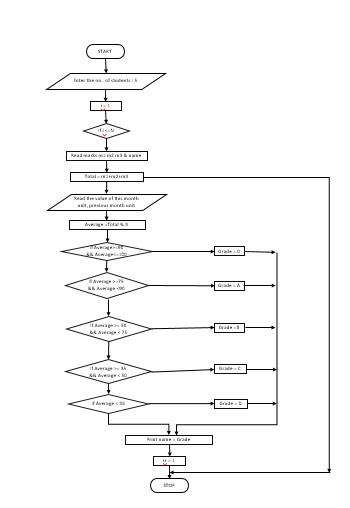 START
Enter the no. of students : S
i = 1
If i <=N
Read marks m1 m2 m3 & name
Total = m1+m2+m3
Read the value of this month
unit, previous month unit
Average =Total % 3
If Average>=90
&& Average<=100
Grade = O
If Average >=75
&& Average <90
Grade = A
If Average >= 50
&& Average < 75
Grade =B
If Average >= 35
&& Average < 50
Grade = C
If Average < 35
Grade = D
Print name = Grade
i+ = 1
STOP